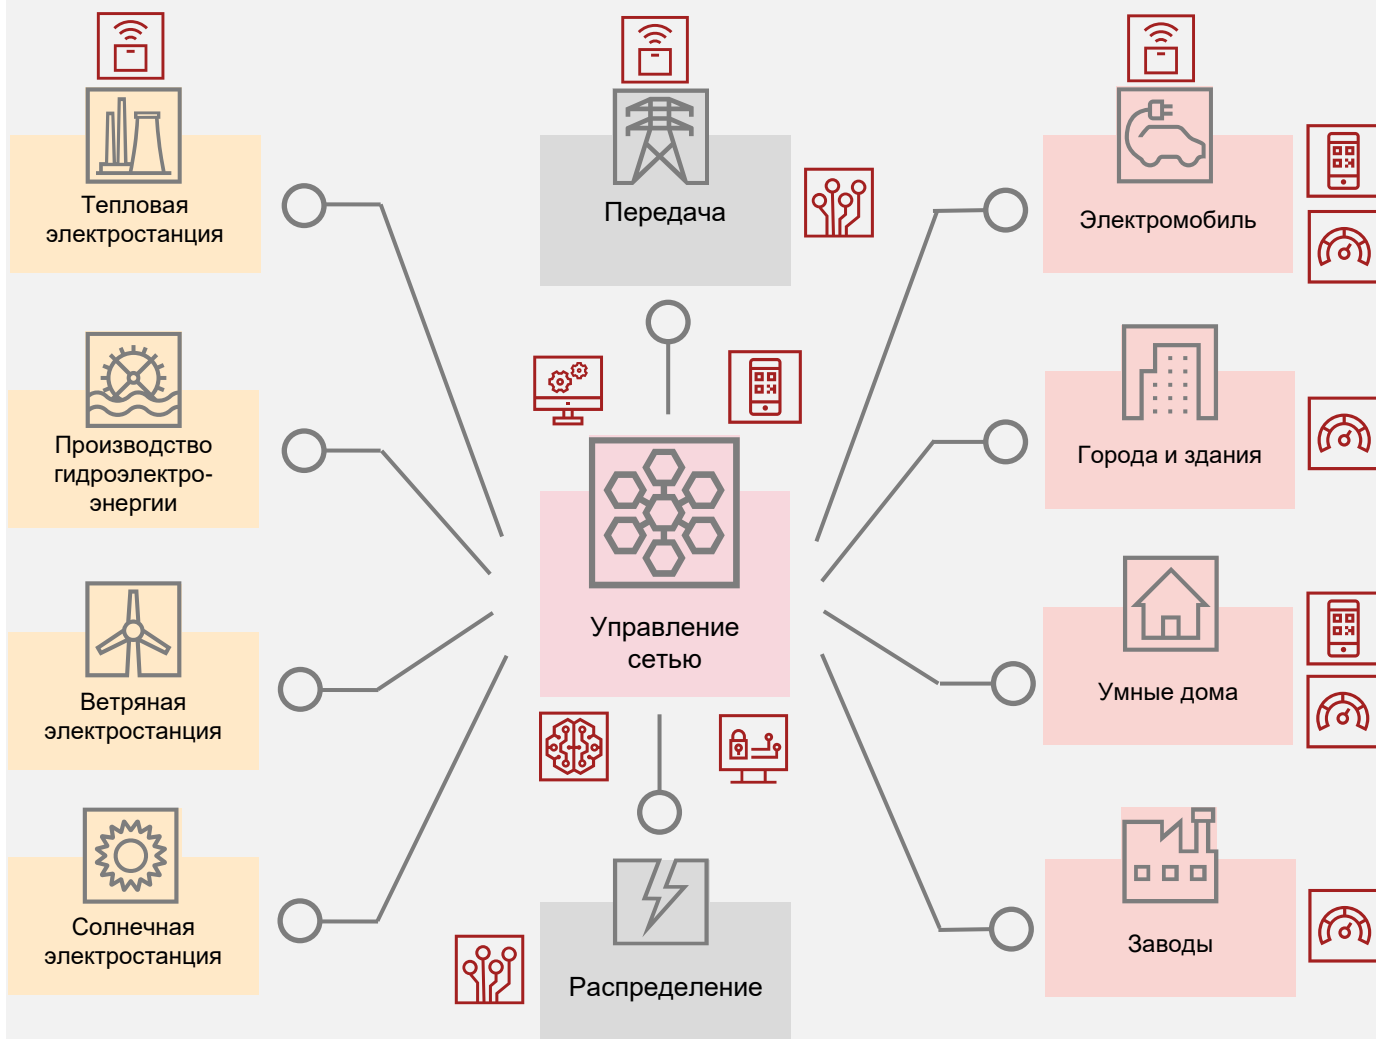 Тепловая
электростанция
Передача
Электромобиль
Производство
гидроэлектро-
энергии
Города и здания
Управление
сетью
Ветряная
электростанция
Умные дома
Солнечная
электростанция
Распределение
Заводы